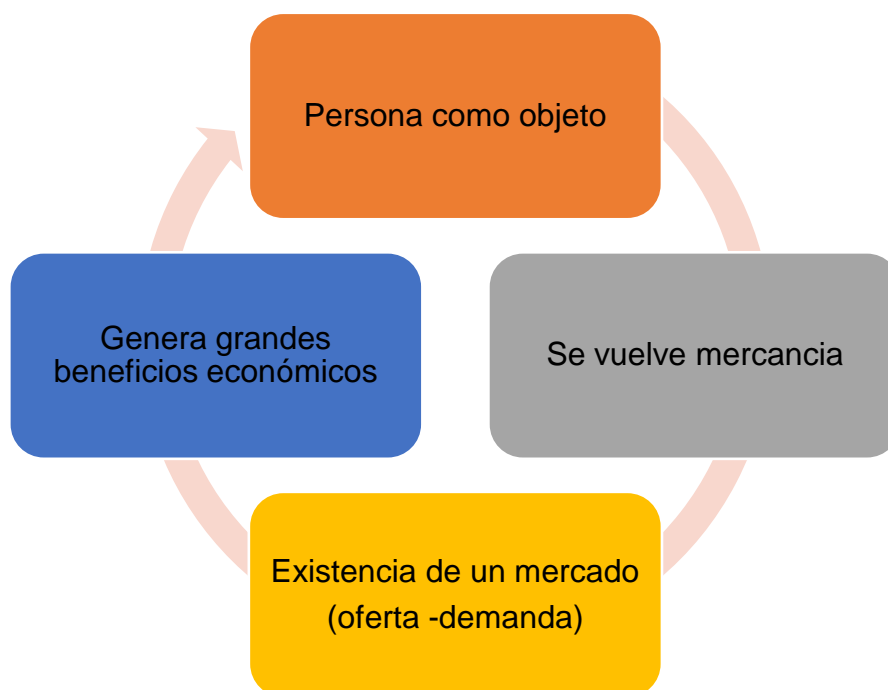 Persona como objeto
Se vuelve mercancia
Existencia de un mercado
(oferta -demanda)
Genera grandes
beneficios económicos